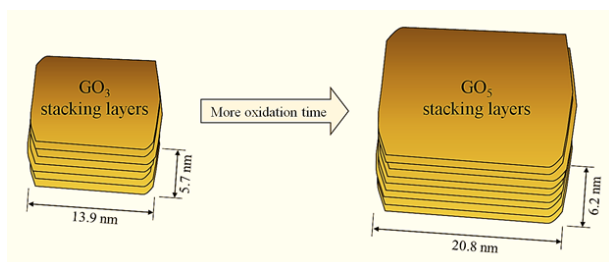 GO₃
stacking layers
5.7 nm
13.9 nm
More oxidation time
GO₅
stacking layers
6.2 nm
20.8 nm